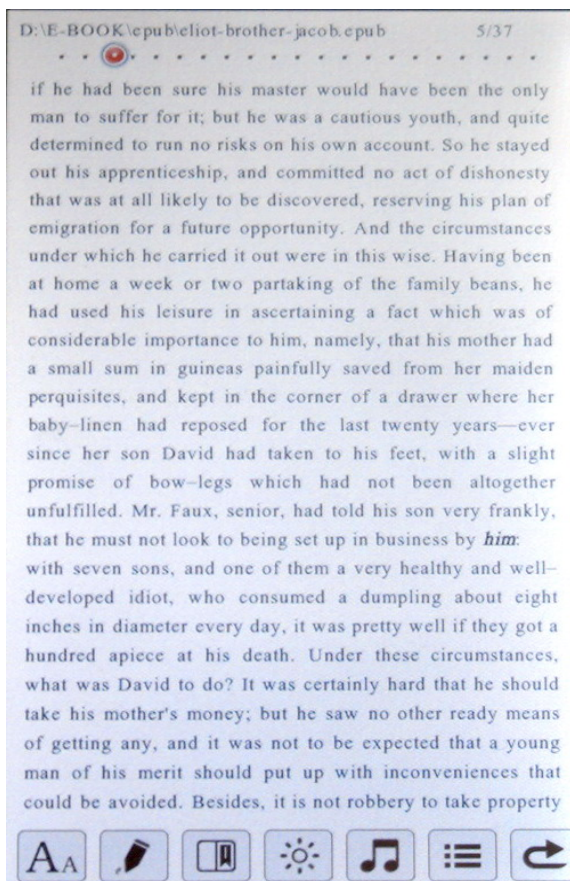 D:\E-BOOK\epub\eliot-brother-jacob.epub 5/37
if he had been sure his master would have been the only
man to suffer for it; but he was a cautious youth, and quite
determined to run no risks on his own account. So he stayed
out his apprenticeship, and committed no act of dishonesty
that was at all likely to be discovered, reserving his plan of
emigration for a future opportunity. And the circumstances
under which he carried it out were in this wise. Having been
at home a week or two partaking of the family beans, he
had used his leisure in ascertaining a fact which was of
considerable importance to him, namely, that his mother had
a small sum in guineas painfully saved from her maiden
perquisites, and kept in the corner of a drawer where her
baby–linen had reposed for the last twenty years—ever
since her son David had taken to his feet, with a slight
promise of bow–legs which had not been altogether
unfulfilled. Mr. Faux, senior, had told his son very frankly,
that he must not look to being set up in business by him:
with seven sons, and one of them a very healthy and well–
developed idiot, who consumed a dumpling about eight
inches in diameter every day, it was pretty well if they got a
hundred apiece at his death. Under these circumstances,
what was David to do? It was certainly hard that he should
take his mother's money; but he saw no other ready means
of getting any, and it was not to be expected that a young
man of his merit should put up with inconveniences that
could be avoided. Besides, it is not robbery to take property
AA